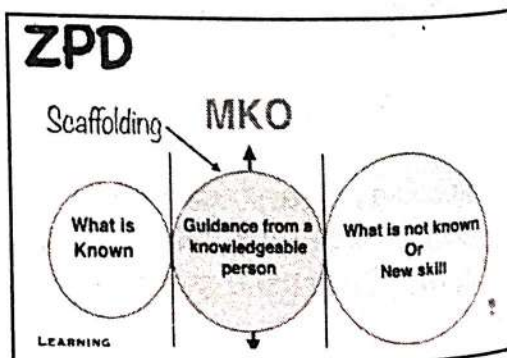 ZPD
Scaffolding
MKO
What is
Known
Guidance from a
knowledgeable
person
What is not known
Or
New skill
LEARNING